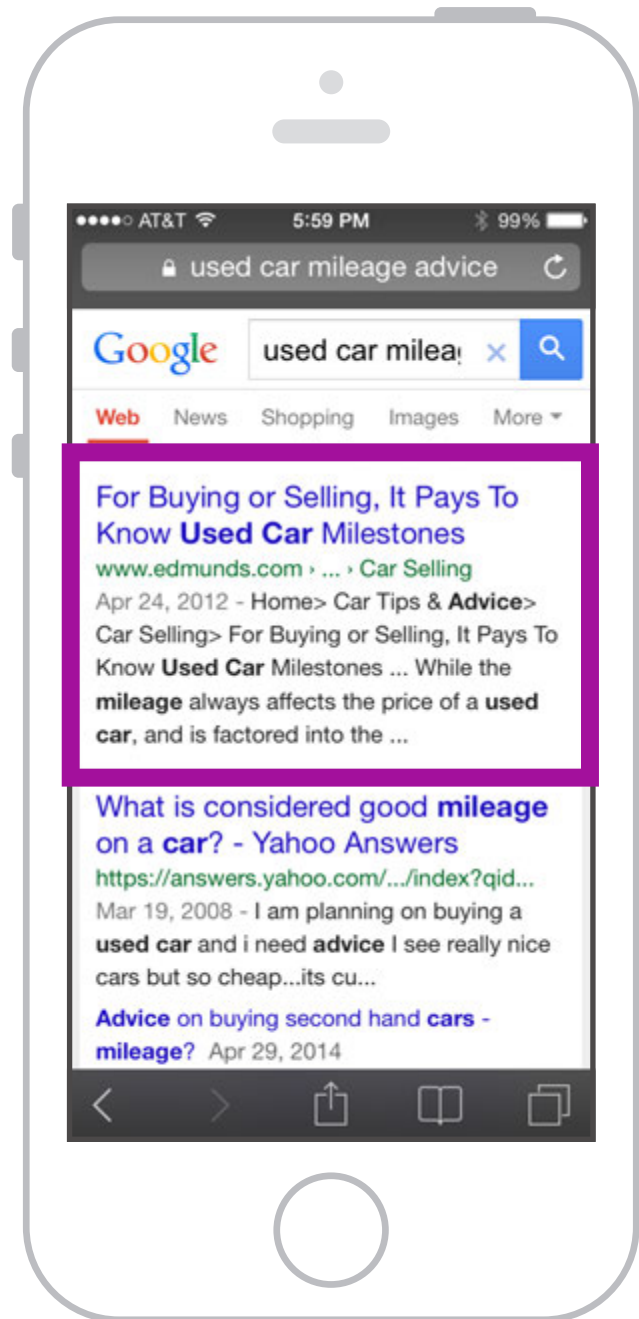 AT&T 5:59 PM 99%
used car mileage advice
Google used car mileag
Web News Shopping Images More
For Buying or Selling, It Pays To
Know Used Car Milestones
www.edmunds.com › ... › Car Selling
Apr 24, 2012 - Home> Car Tips & Advice>
Car Selling> For Buying or Selling, It Pays To
Know Used Car Milestones ... While the
mileage always affects the price of a used
car, and is factored into the ...
What is considered good mileage
on a car? - Yahoo Answers
https://answers.yahoo.com/.../index?qid...
Mar 19, 2008 - I am planning on buying a
used car and i need advice I see really nice
cars but so cheap...its cu...
Advice on buying second hand cars -
mileage? Apr 29, 2014